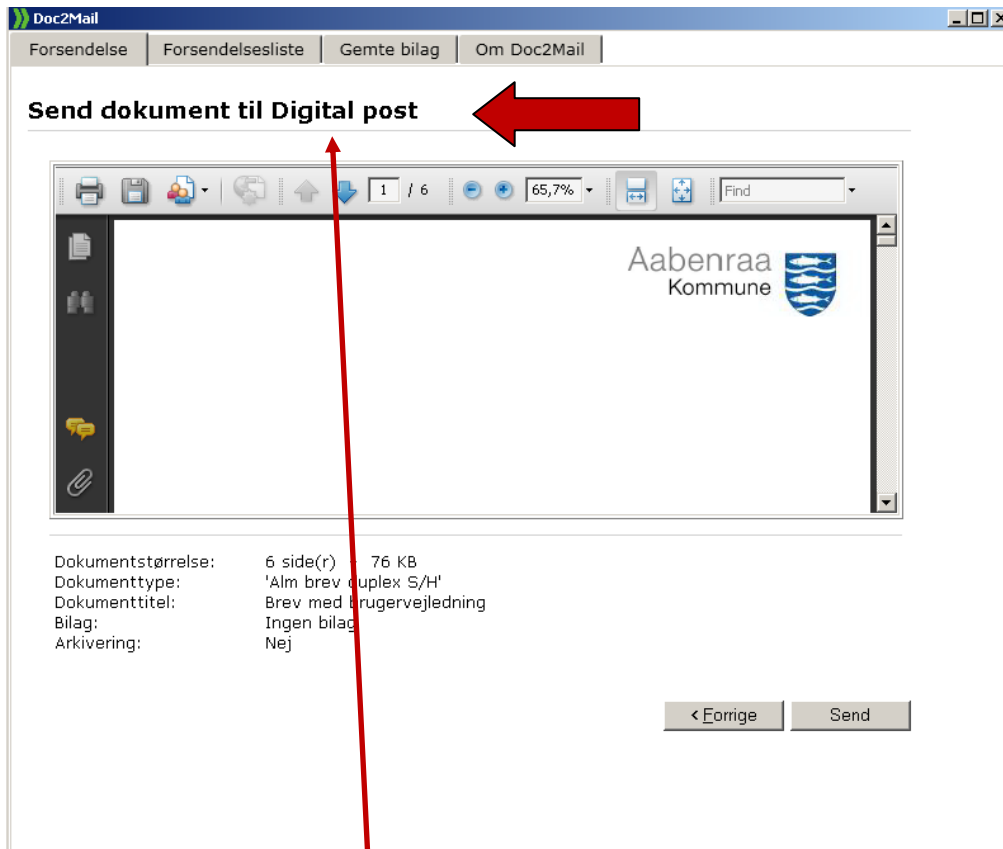 Doc2Mail
Forsendelse Forsendelsesliste Gemte bilag Om Doc2Mail
Send dokument til Digital post
1 / 6 65,7% Find
Aabenraa
Kommune
Dokumentstørrelse: 6 side(r) - 76 KB
Dokumenttype: 'Alm brev duplex S/H'
Dokumenttitel: Brev med brugervejledning
Bilag: Ingen bilag
Arkivering: Nej
< Forrige Send